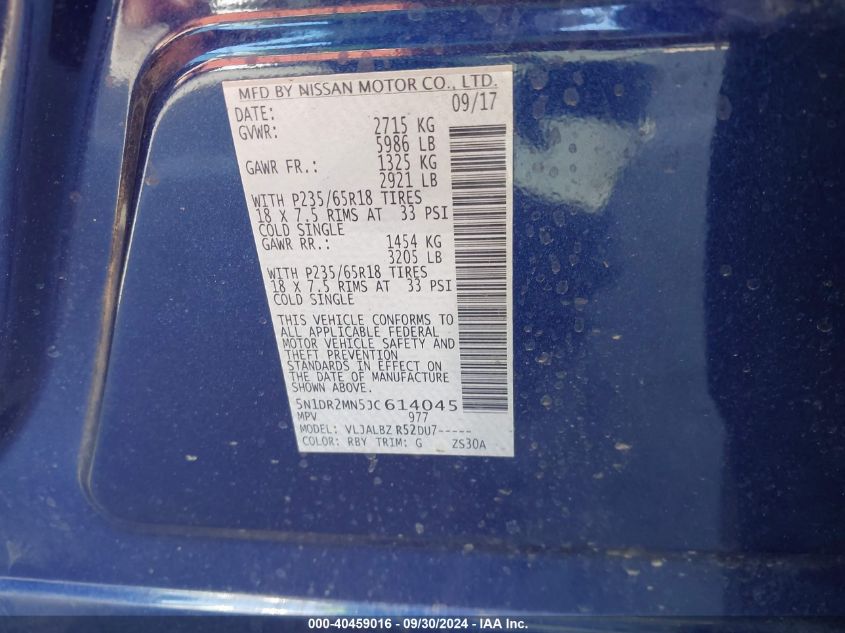 MFD BY NISSAN MOTOR CO., LTD.
DATE: 09/17
GVWR: 2715 KG
5986 LB
GAWR FR.: 1325 KG
2921 LB
WITH P235/65R18 TIRES
18 X 7.5 RIMS AT 33 PSI
COLD SINGLE
GAWR RR.: 1454 KG
3205 LB
WITH P235/65R18 TIRES
18 X 7.5 RIMS AT 33 PSI
COLD SINGLE
THIS VEHICLE CONFORMS TO
ALL APPLICABLE FEDERAL
MOTOR VEHICLE SAFETY AND
THEFT PREVENTION
STANDARDS IN EFFECT ON
THE DATE OF MANUFACTURE
SHOWN ABOVE.
5N1DR2MN5JC614045
MPV 977
MODEL: VLJALBZ R52DU7-----
COLOR: RBY TRIM: G ZS30A
000-40459016 - 09/30/2024 - IAA Inc.